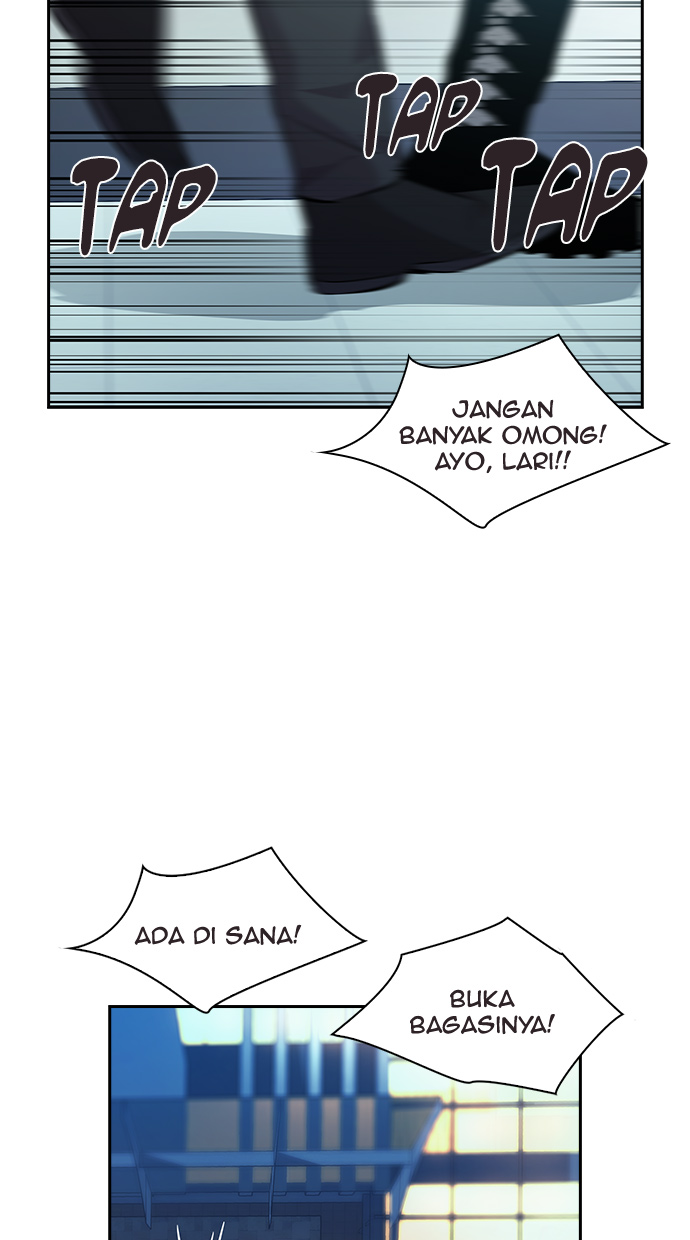 TAP
TAP
TAP
JANGAN
BANYAK OMONG!
AYO, LARI!!
ADA DI SANA!
BUKA
BAGASINYA!